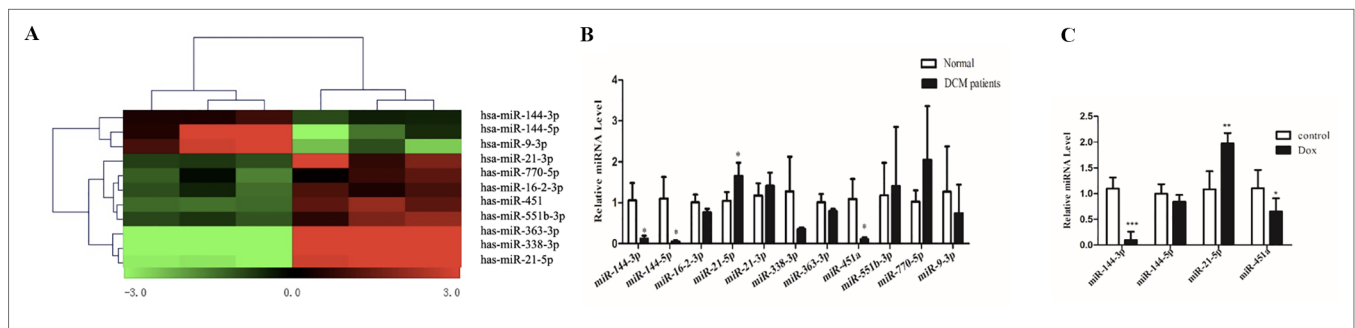 A
hsa-miR-144-3p
hsa-miR-144-5p
hsa-miR-9-3p
hsa-miR-21-3p
has-miR-770-5p
has-miR-16-2-3p
has-miR-451
has-miR-551b-3p
has-miR-363-3p
has-miR-338-3p
has-miR-21-5p
-3.0 0.0 3.0
B
Normal
DCM patients
Relative miRNA Level
4
3
2
1
0
* * * *
miR-144-3p
miR-144-5p
miR-16-2-3p
miR-21-5p
miR-21-3p
miR-338-3p
miR-363-3p
miR-451a
miR-551b-3p
miR-770-5p
miR-9-3p
C
control
Dox
Relative miRNA Level
2.5
2.0
1.5
1.0
0.5
0.0
*** ** *
miR-144-3p
miR-144-5p
miR-21-5p
miR-451a